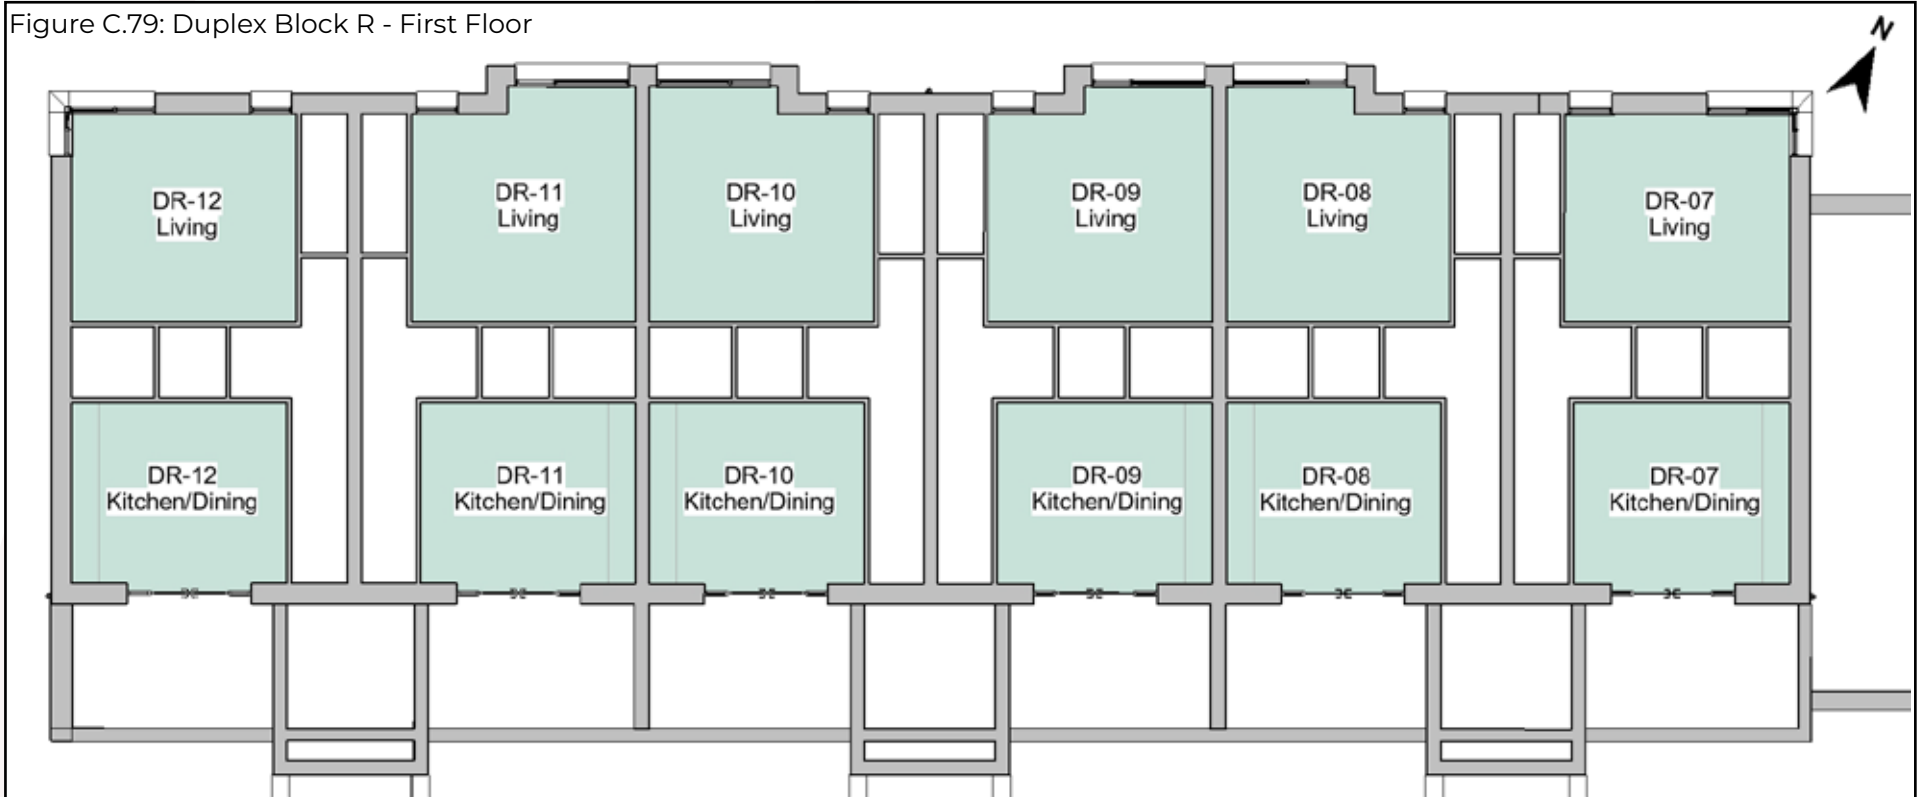 Figure C.79: Duplex Block R - First Floor
N
DR-12
Living
DR-11
Living
DR-10
Living
DR-09
Living
DR-08
Living
DR-07
Living
DR-12
Kitchen/Dining
DR-11
Kitchen/Dining
DR-10
Kitchen/Dining
DR-09
Kitchen/Dining
DR-08
Kitchen/Dining
DR-07
Kitchen/Dining